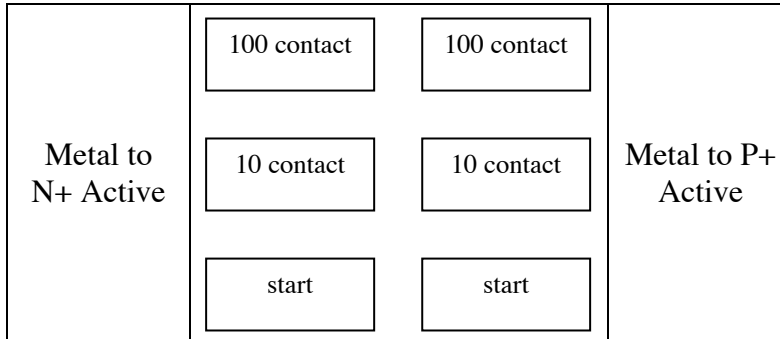 100 contact
100 contact
Metal to
N+ Active
10 contact
10 contact
Metal to P+
Active
start
start